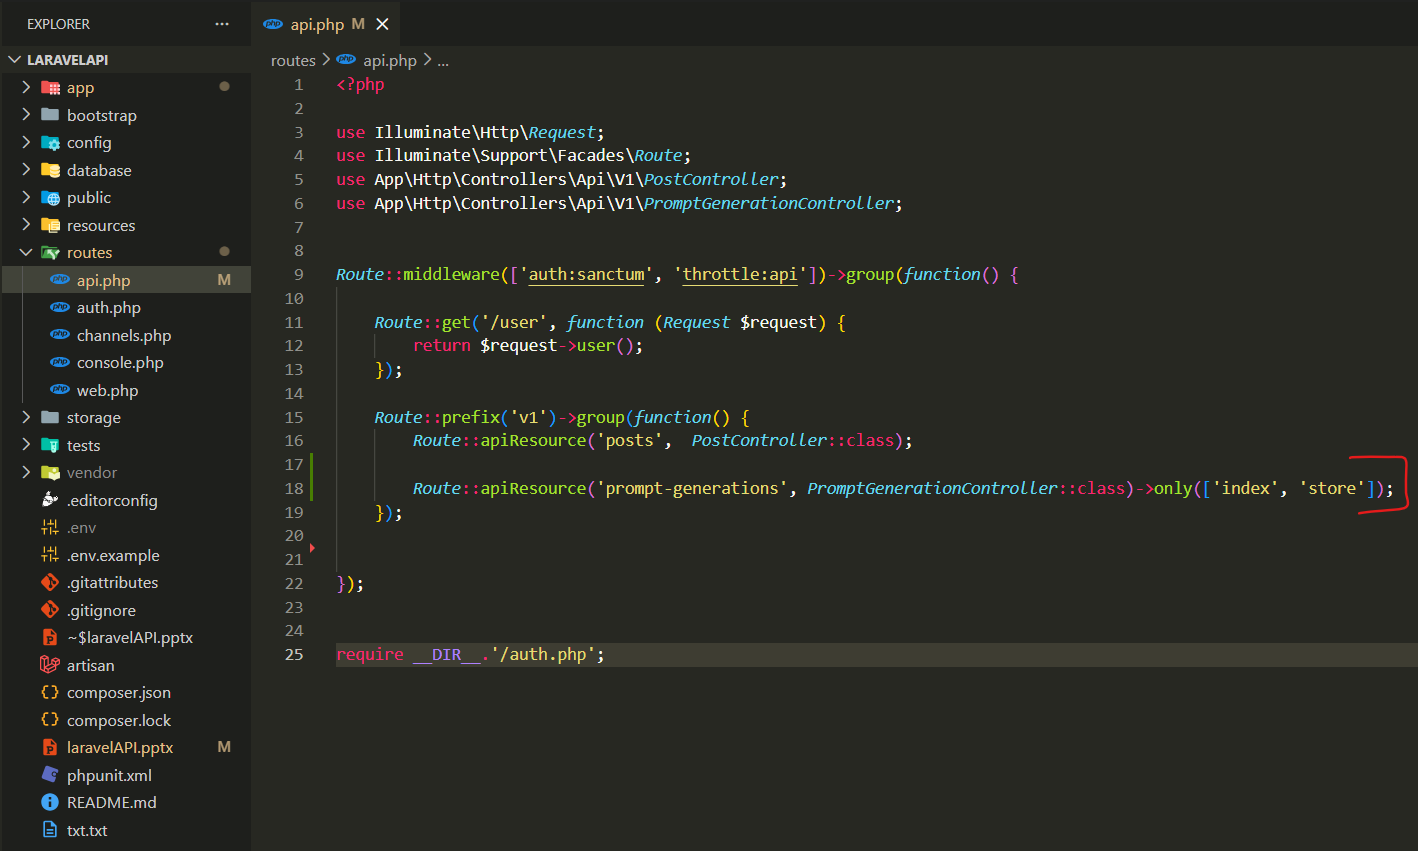 EXPLORER
...
LARAVELAPI
app
bootstrap
config
database
public
resources
routes
api.php M
auth.php
channels.php
console.php
web.php
storage
tests
vendor
.editorconfig
.env
.env.example
.gitattributes
.gitignore
~$laravelAPI.pptx
artisan
composer.json
composer.lock
laravelAPI.pptx M
phpunit.xml
README.md
txt.txt
php api.php M
routes > php api.php > ...
1 <?php
2
3 use Illuminate\Http\Request;
4 use Illuminate\Support\Facades\Route;
5 use App\Http\Controllers\Api\V1\PostController;
6 use App\Http\Controllers\Api\V1\PromptGenerationController;
7
8
9 Route::middleware(['auth:sanctum', 'throttle:api'])->group(function() {
10
11     Route::get('/user', function (Request $request) {
12         return $request->user();
13     });
14
15     Route::prefix('v1')->group(function() {
16         Route::apiResource('posts',  PostController::class);
17
18         Route::apiResource('prompt-generations', PromptGenerationController::class)->only(['index', 'store']);
19     });
20
21
22 });
23
24
25 require __DIR__.'/auth.php';